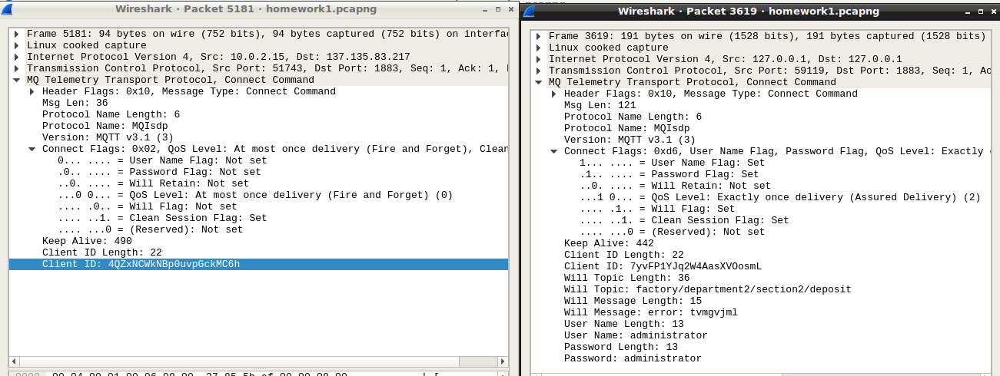 Wireshark · Packet 5181 · homework1.pcapng
Frame 5181: 94 bytes on wire (752 bits), 94 bytes captured (752 bits) on interfa
Linux cooked capture
Internet Protocol Version 4, Src: 10.0.2.15, Dst: 137.135.83.217
Transmission Control Protocol, Src Port: 51743, Dst Port: 1883, Seq: 1, Ack: 1,
MQ Telemetry Transport Protocol, Connect Command
Header Flags: 0x10, Message Type: Connect Command
Msg Len: 36
Protocol Name Length: 6
Protocol Name: MQIsdp
Version: MQTT v3.1 (3)
Connect Flags: 0x02, QoS Level: At most once delivery (Fire and Forget), Clean
0... .... = User Name Flag: Not set
.0.. .... = Password Flag: Not set
..0. .... = Will Retain: Not set
...0 0... = QoS Level: At most once delivery (Fire and Forget) (0)
.... .0.. = Will Flag: Not set
.... ..1. = Clean Session Flag: Set
.... ...0 = (Reserved): Not set
Keep Alive: 490
Client ID Length: 22
Client ID: 4QZxNCWkNBp0uvpGckMC6h
Wireshark · Packet 3619 · homework1.pcapng
Frame 3619: 191 bytes on wire (1528 bits), 191 bytes captured (1528 bits)
Linux cooked capture
Internet Protocol Version 4, Src: 127.0.0.1, Dst: 127.0.0.1
Transmission Control Protocol, Src Port: 59119, Dst Port: 1883, Seq: 1, Ac
MQ Telemetry Transport Protocol, Connect Command
Header Flags: 0x10, Message Type: Connect Command
Msg Len: 121
Protocol Name Length: 6
Protocol Name: MQIsdp
Version: MQTT v3.1 (3)
Connect Flags: 0xd6, User Name Flag, Password Flag, QoS Level: Exactly
1... .... = User Name Flag: Set
.1.. .... = Password Flag: Set
..0. .... = Will Retain: Not set
...1 0... = QoS Level: Exactly once delivery (Assured Delivery) (2)
.... .1.. = Will Flag: Set
.... ..1. = Clean Session Flag: Set
.... ...0 = (Reserved): Not set
Keep Alive: 442
Client ID Length: 22
Client ID: 7yvFP1YJq2W4AasXVOosmL
Will Topic Length: 36
Will Topic: factory/department2/section2/deposit
Will Message Length: 15
Will Message: error: tvmgvjml
User Name Length: 13
User Name: administrator
Password Length: 13
Password: administrator